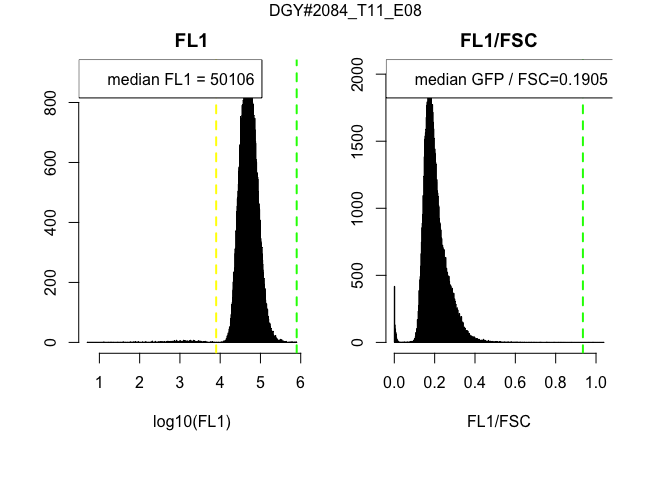 DGY#2084_T11_E08
FL1
median FL1 = 50106
800
600
400
200
0
1 2 3 4 5 6
log10(FL1)
FL1/FSC
median GFP / FSC=0.1905
2000
1500
1000
500
0
0.0 0.2 0.4 0.6 0.8 1.0
FL1/FSC